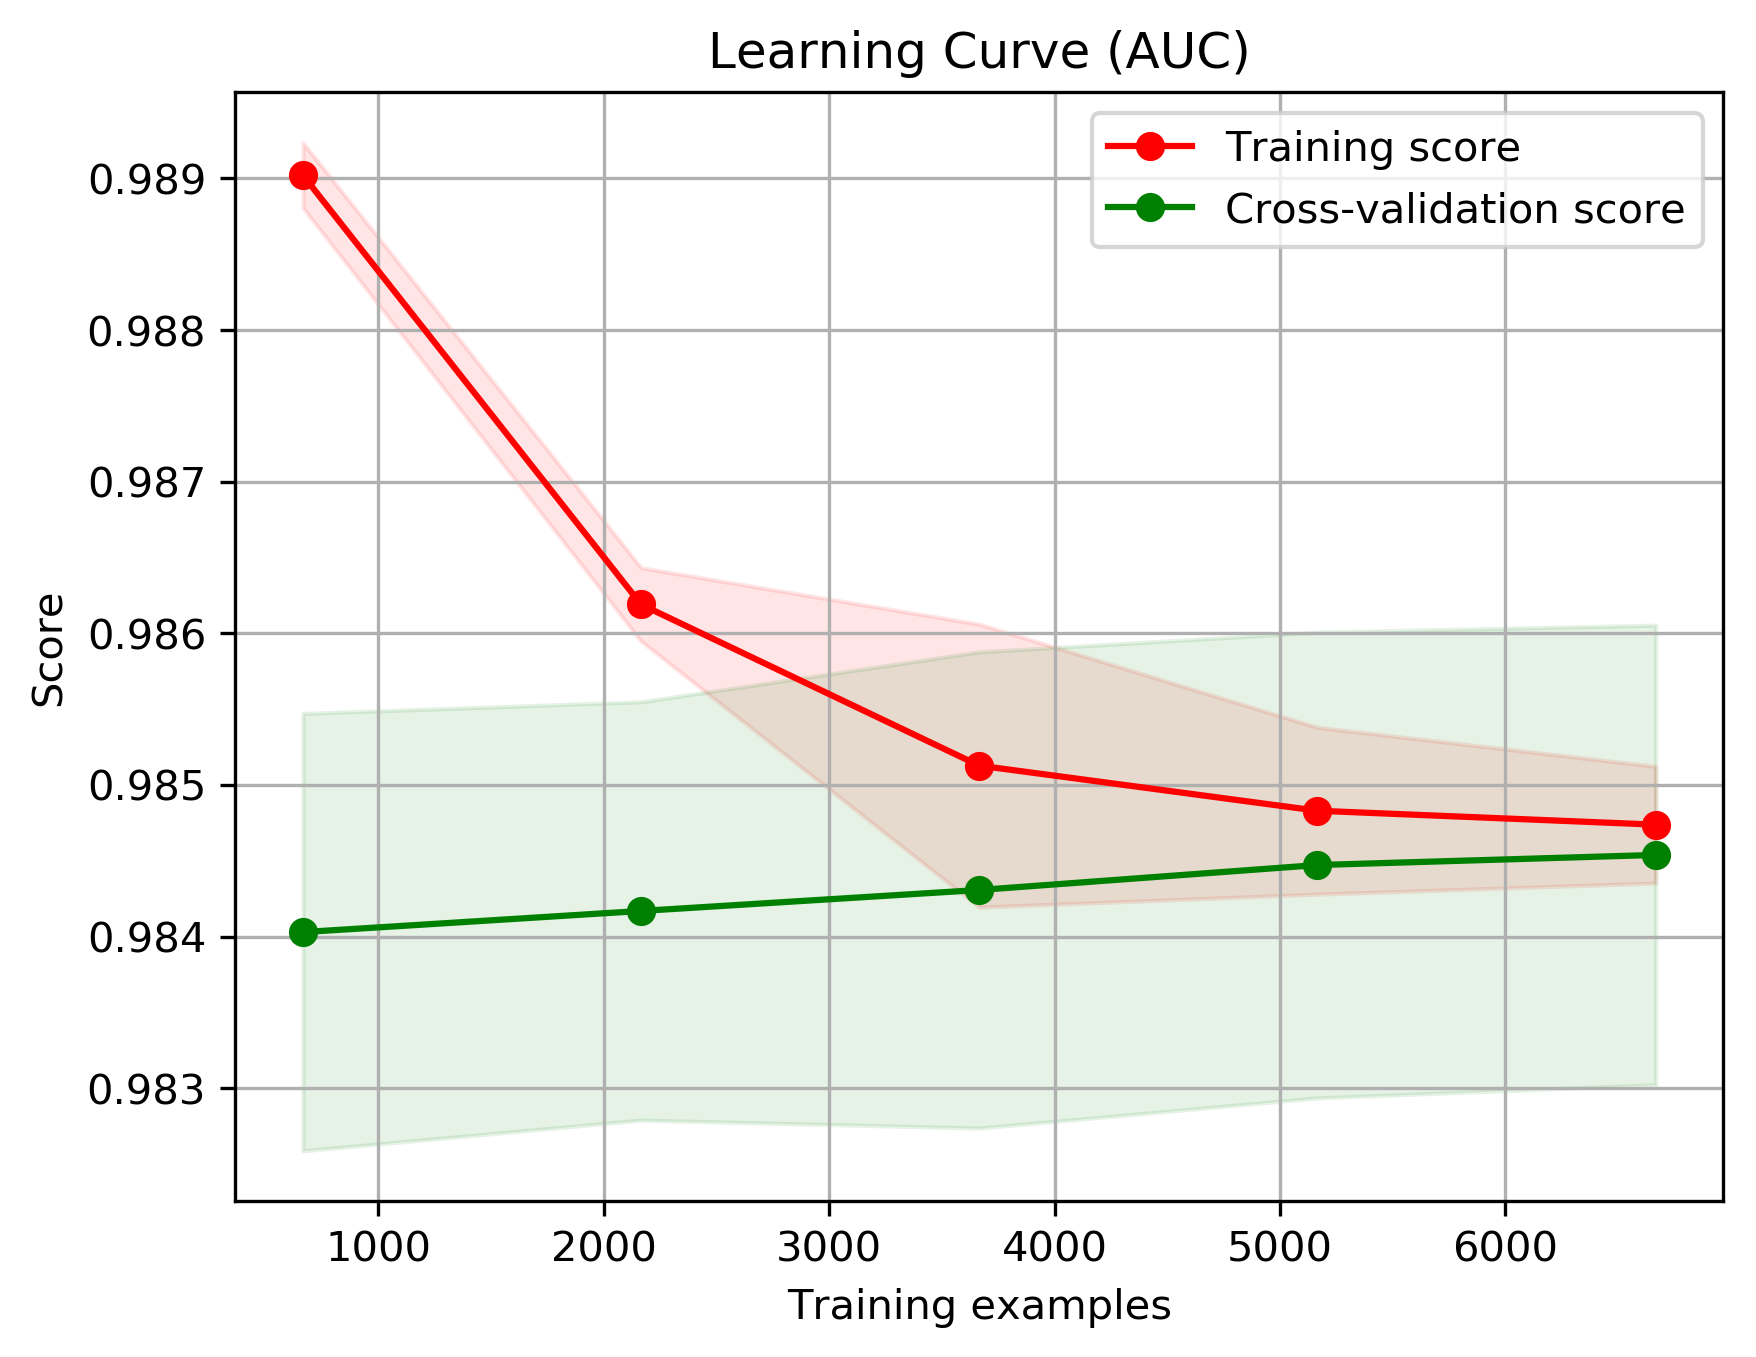 Learning Curve (AUC)
Training score
Cross-validation score
0.989
0.988
0.987
0.986
0.985
0.984
0.983
Score
1000 2000 3000 4000 5000 6000
Training examples